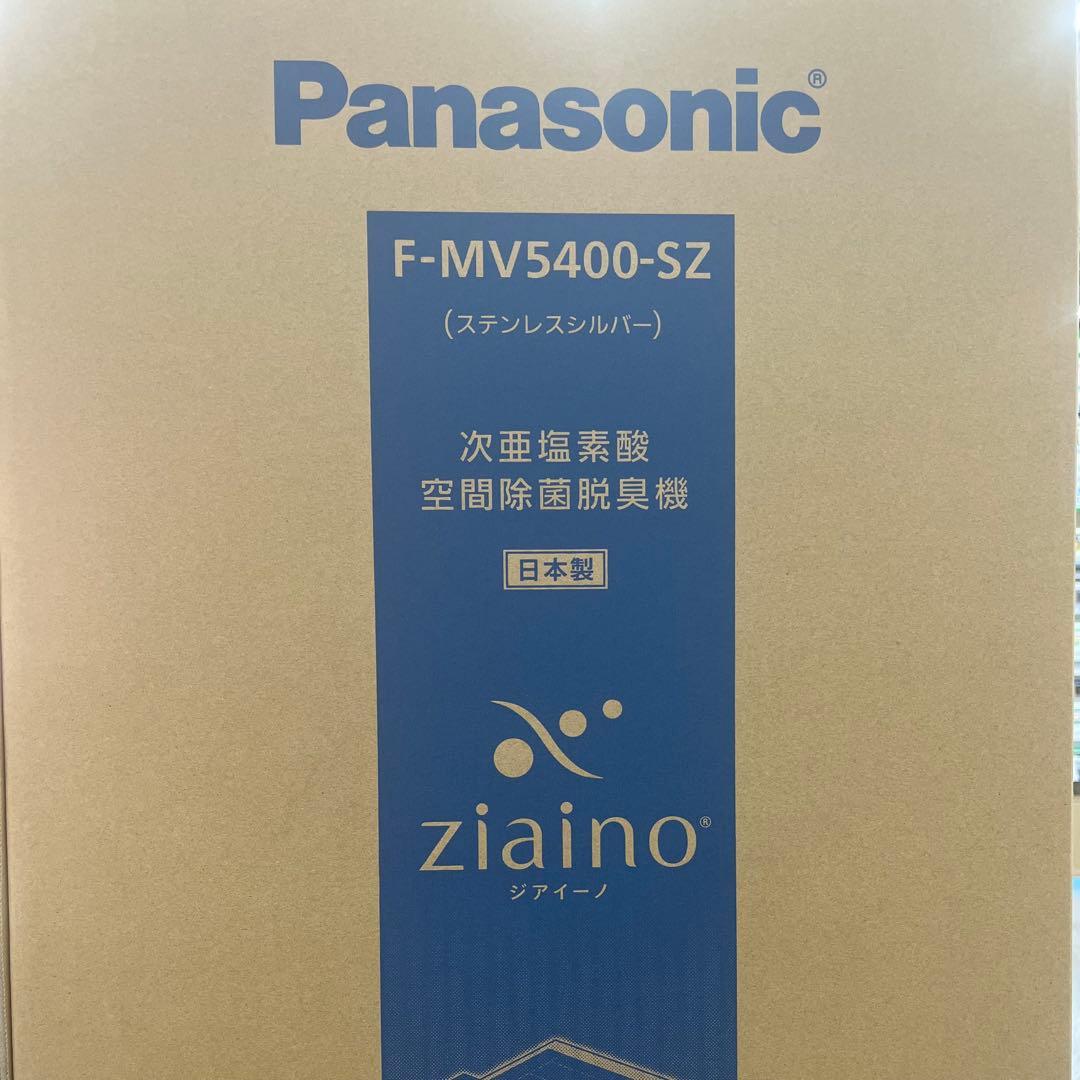 Panasonic®
F-MV5400-SZ
(ステンレスシルバー)
次亜塩素酸
空間除菌脱臭機
日本製
ziaino®
ジアイーノ